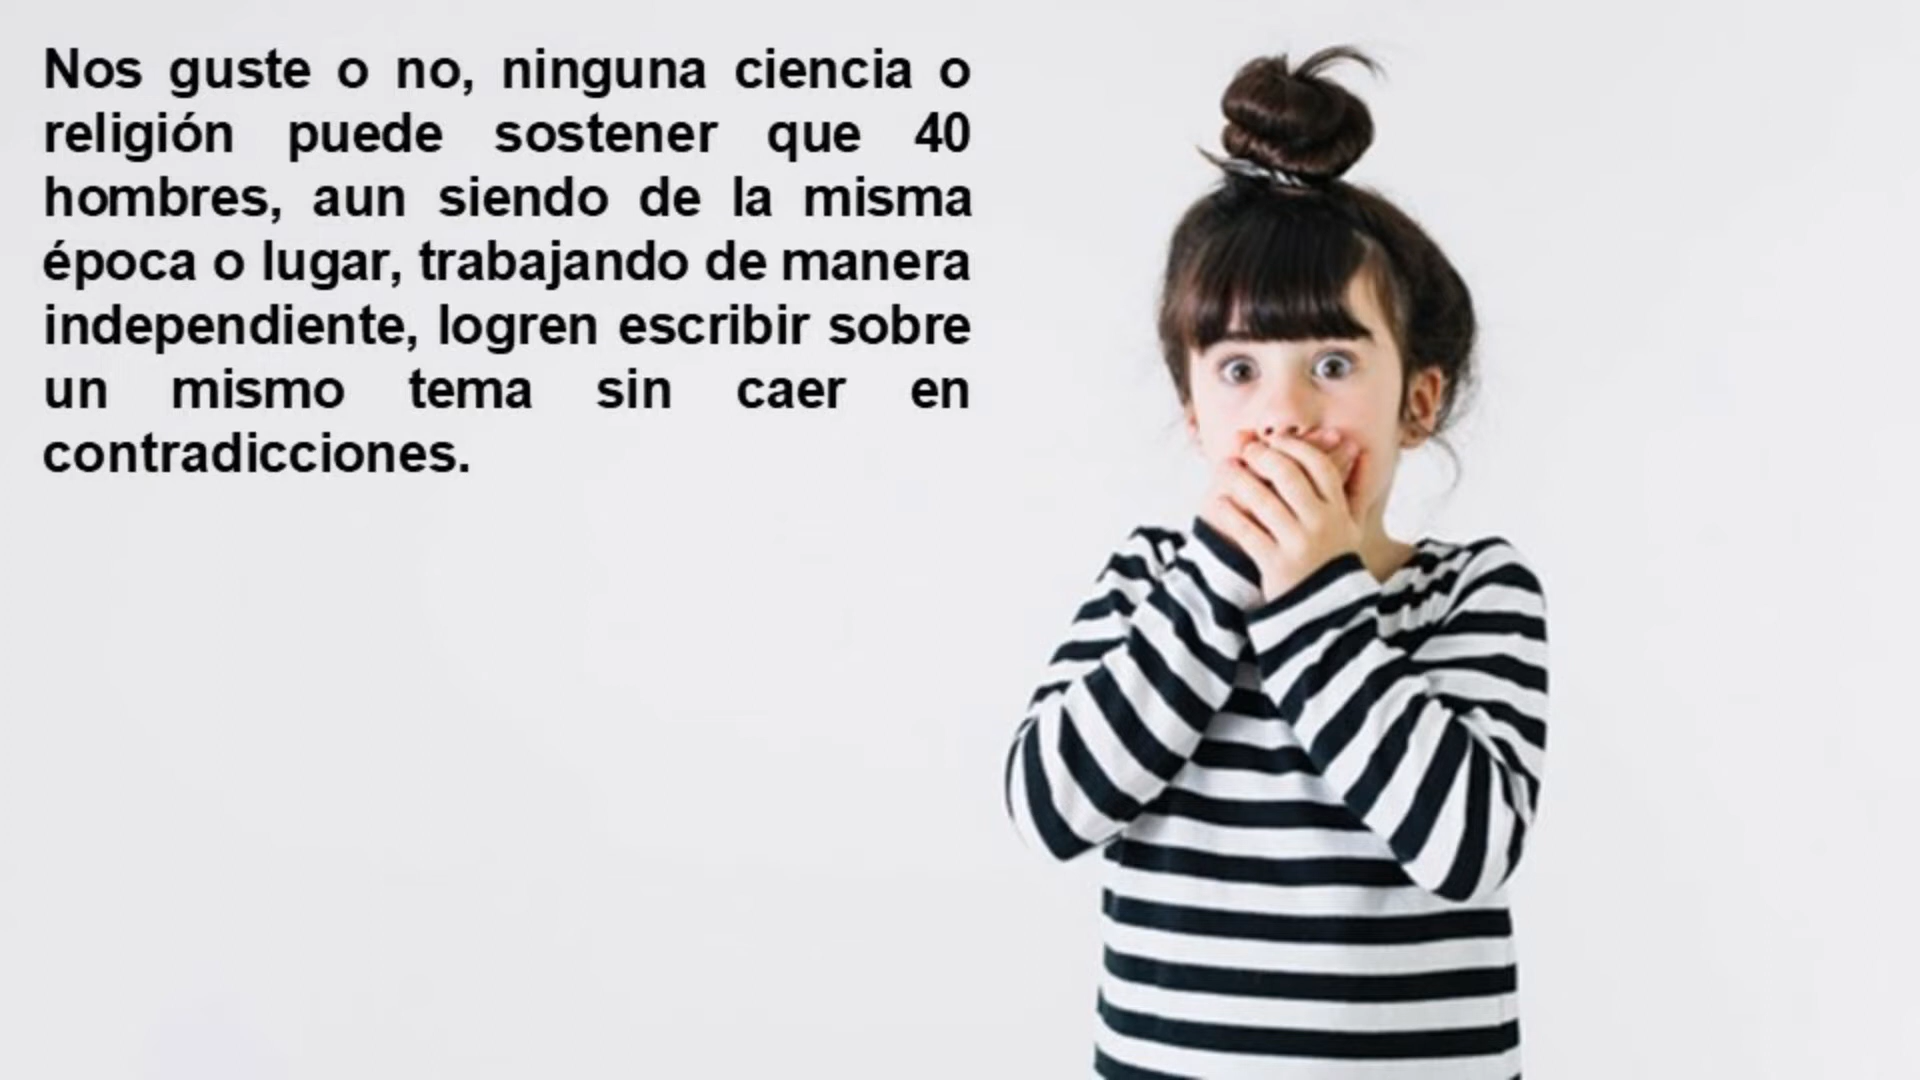 Nos guste o no, ninguna ciencia o
religión puede sostener que 40
hombres, aun siendo de la misma
época o lugar, trabajando de manera
independiente, logren escribir sobre
un mismo tema sin caer en
contradicciones.